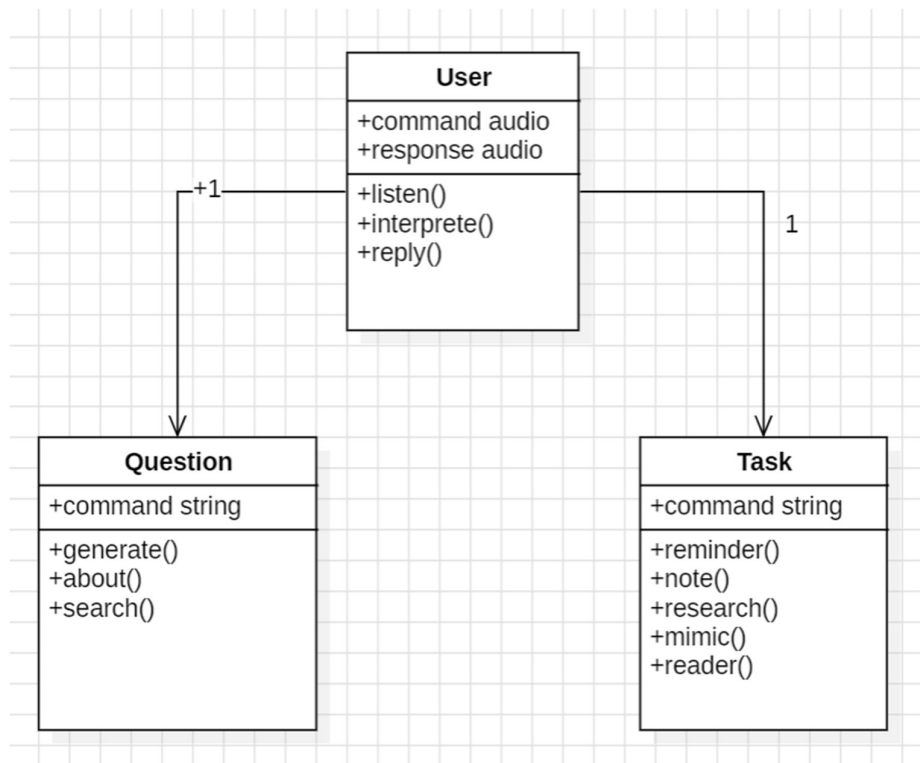 User
+command audio
+response audio
+listen()
+interprete()
+reply()
+1
1
Question
+command string
+generate()
+about()
+search()
Task
+command string
+reminder()
+note()
+research()
+mimic()
+reader()